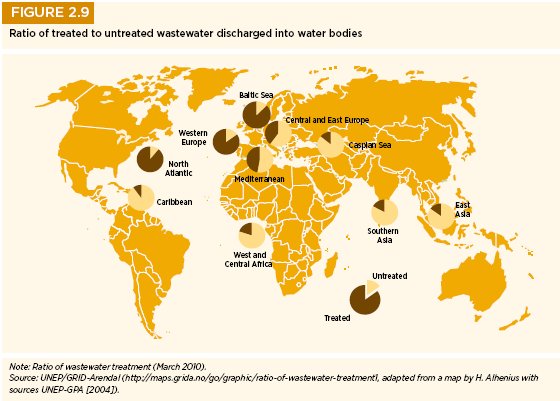 FIGURE 2.9
Ratio of treated to untreated wastewater discharged into water bodies
Baltic Sea
Central and East Europe
Western
Europe
Caspian Sea
North
Atlantic
Mediterranean
Caribbean
East
Asia
Southern
Asia
West and
Central Africa
Untreated
Treated
Note: Ratio of wastewater treatment (March 2010).
Source: UNEP/GRID-Arendal (http://maps.grida.no/go/graphic/ratio-of-wastewater-treatment1, adapted from a map by H. Alhenius with
sources UNEP-GPA [2004]).